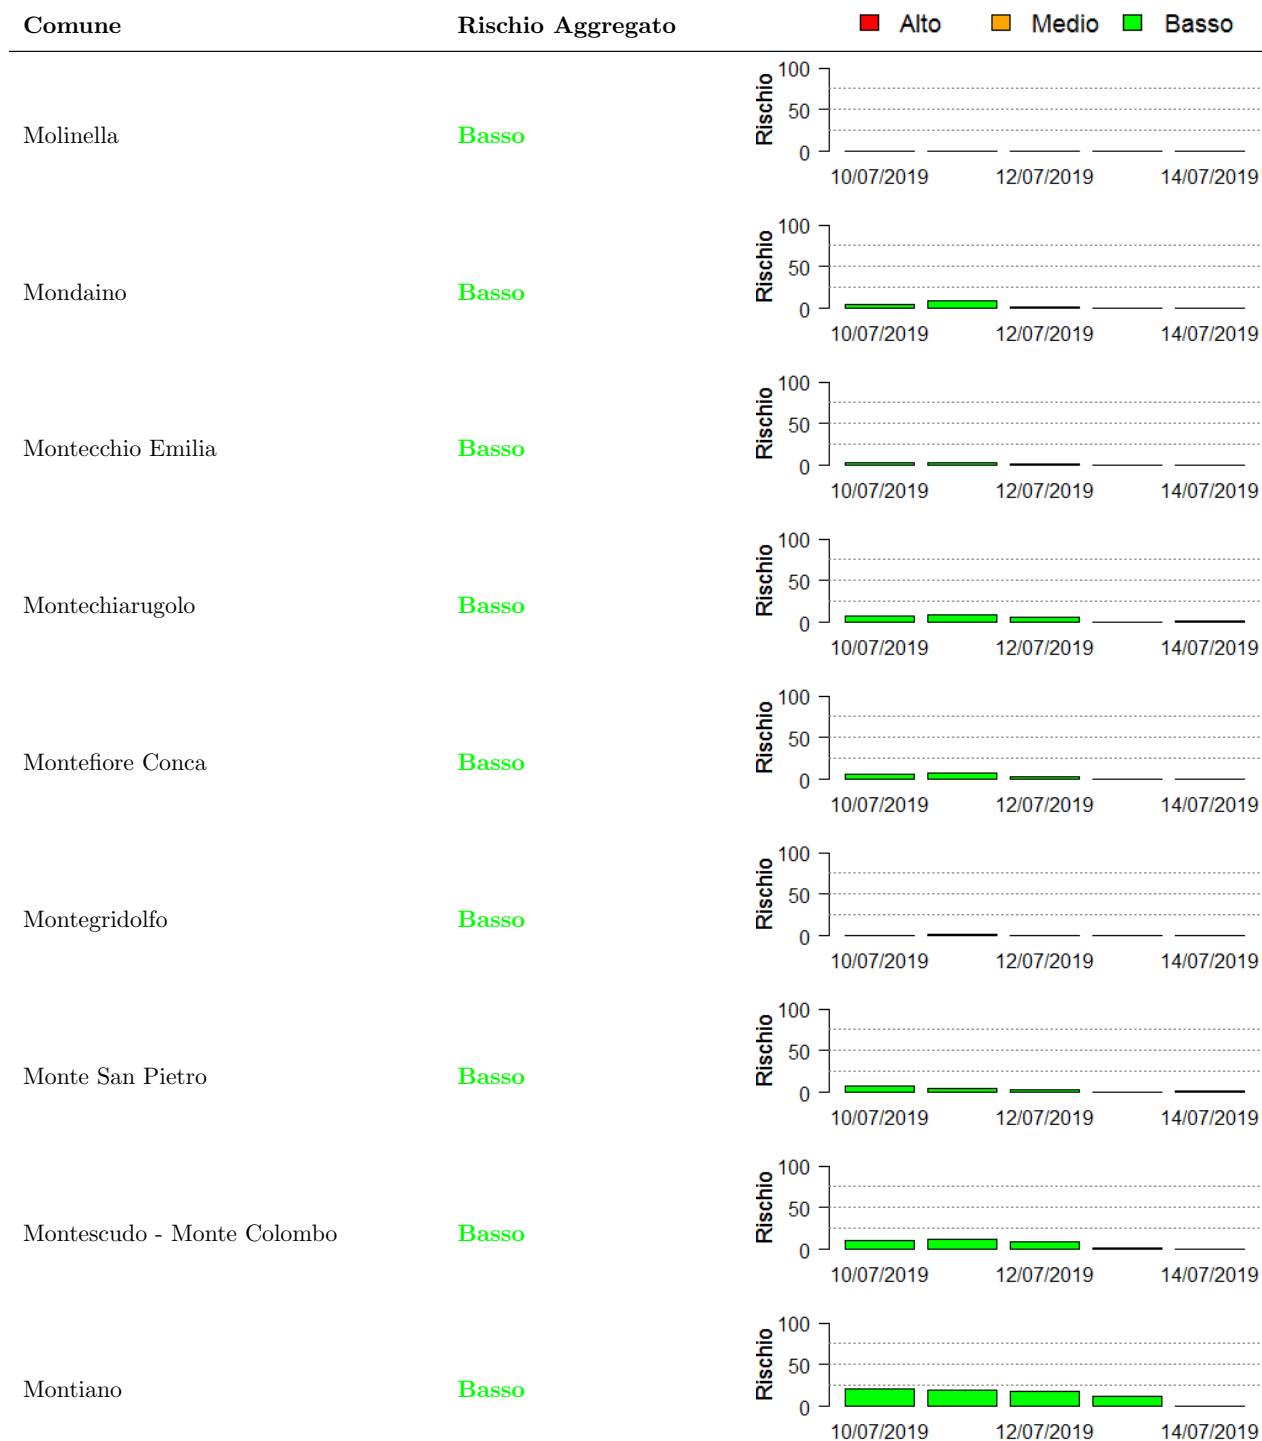 Comune Rischio Aggregato Alto Medio Basso
Molinella Basso Rischio 100 50 0
10/07/2019 12/07/2019 14/07/2019
Mondaino Basso Rischio 100 50 0
10/07/2019 12/07/2019 14/07/2019
Montecchio Emilia Basso Rischio 100 50 0
10/07/2019 12/07/2019 14/07/2019
Montechiarugolo Basso Rischio 100 50 0
10/07/2019 12/07/2019 14/07/2019
Montefiore Conca Basso Rischio 100 50 0
10/07/2019 12/07/2019 14/07/2019
Montegridolfo Basso Rischio 100 50 0
10/07/2019 12/07/2019 14/07/2019
Monte San Pietro Basso Rischio 100 50 0
10/07/2019 12/07/2019 14/07/2019
Montescudo - Monte Colombo Basso Rischio 100 50 0
10/07/2019 12/07/2019 14/07/2019
Montiano Basso Rischio 100 50 0
10/07/2019 12/07/2019 14/07/2019